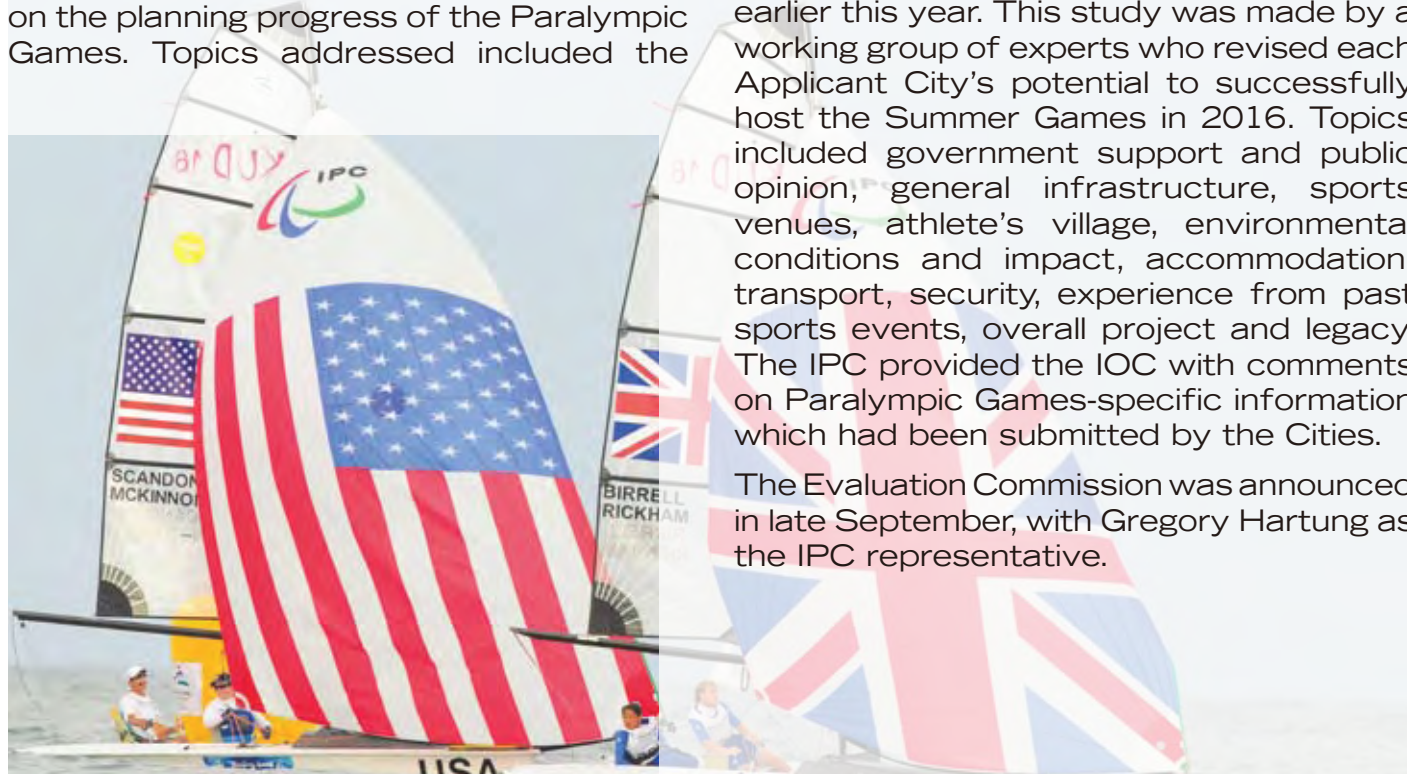 on the planning progress of the Paralympic
Games. Topics addressed included the
earlier this year. This study was made by a
working group of experts who revised each
Applicant City's potential to successfully
host the Summer Games in 2016. Topics
included government support and public
opinion, general infrastructure, sports
venues, athlete's village, environmental
conditions and impact, accommodation,
transport, security, experience from past
sports events, overall project and legacy.
The IPC provided the IOC with comments
on Paralympic Games-specific information
which had been submitted by the Cities.
The Evaluation Commission was announced
in late September, with Gregory Hartung as
the IPC representative.
IPC
SCANDON
MCKINNO
BIRRELL
RICKHAM
USA